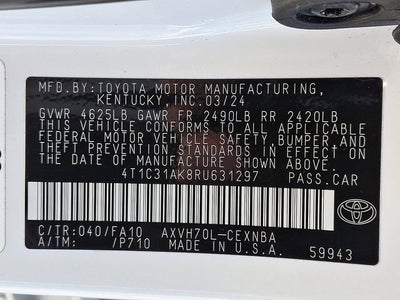 MFD.BY:TOYOTA MOTOR MANUFACTURING,
KENTUCKY,INC.03/24
GVWR 4625LB GAWR FR 2490LB RR 2420LB
THIS VEHICLE CONFORMS TO ALL APPLICABLE
FEDERAL MOTOR VEHICLE SAFETY,BUMPER AND
THEFT PREVENTION STANDARDS IN EFFECT
ON THE DATE OF MANUFACTURE SHOWN ABOVE.
4T1C31AK8RU631297 PASS.CAR
C/TR:040/FA10 AXVH70L-CEXNBA
A/TM: /P710 MADE IN U.S.A. 59943
TOYOTA